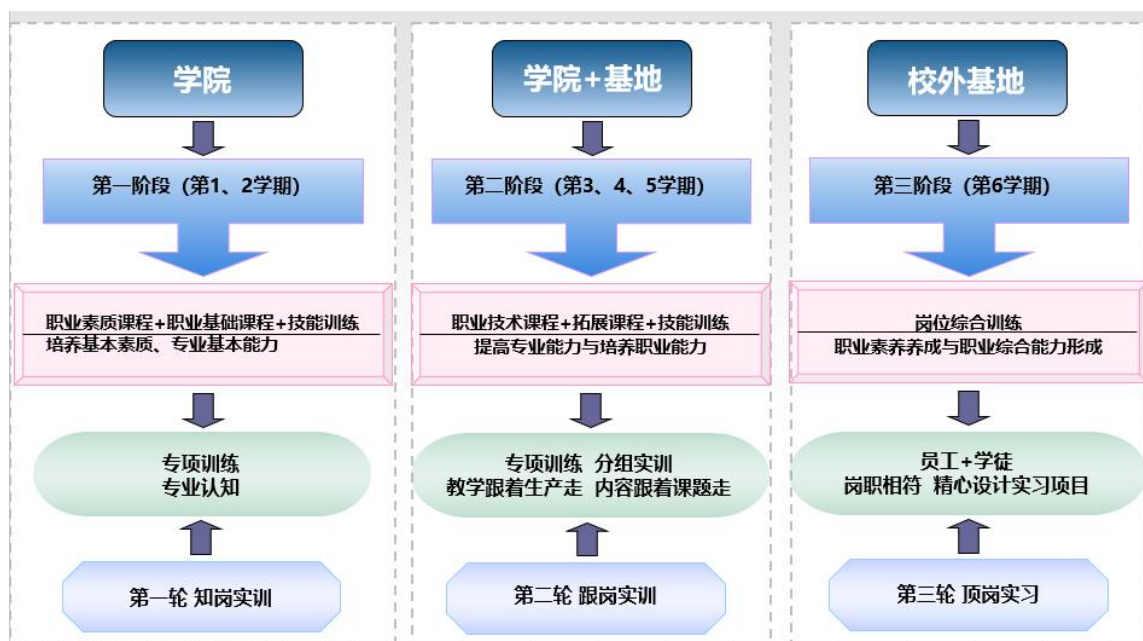 学院
第一阶段 (第1、2学期)
职业素质课程+职业基础课程+技能训练
培养基本素质、专业基本能力
专项训练
专业认知
第一轮 知岗实训
学院+基地
第二阶段 (第3、4、5学期)
职业技术课程+拓展课程+技能训练
提高专业能力与培养职业能力
专项训练 分组实训
教学跟着生产走 内容跟着课题走
第二轮 跟岗实训
校外基地
第三阶段 (第6学期)
岗位综合训练
职业素养养成与职业综合能力形成
员工+学徒
岗职相符 精心设计实习项目
第三轮 顶岗实习